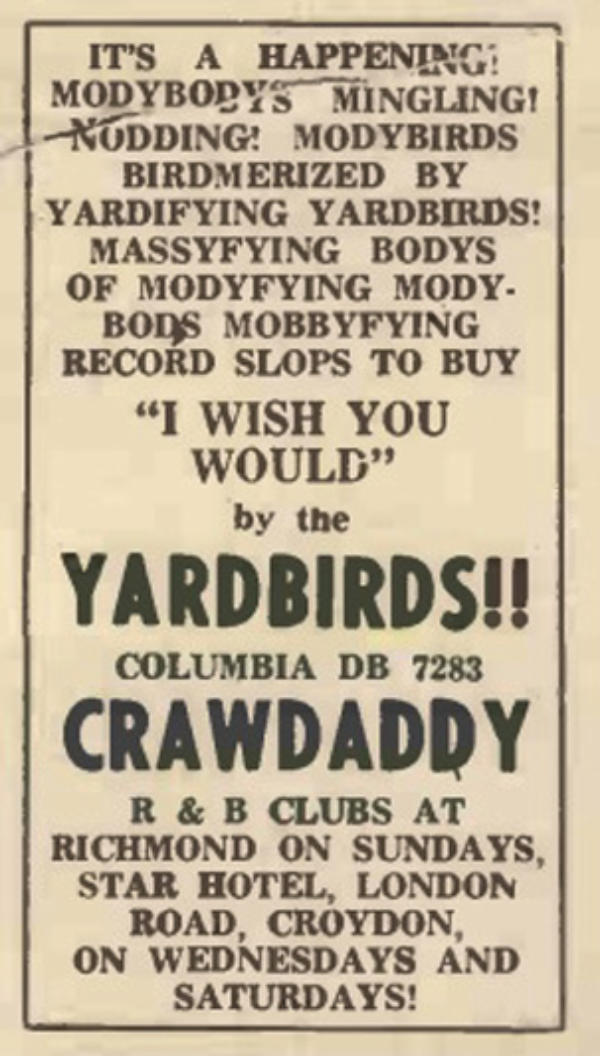 IT'S A HAPPENING!
MODYBODYS MINGLING!
NODDING! MODYBIRDS
BIRDMERIZED BY
YARDIFYING YARDBIRDS!
MASSYFYING BODYS
OF MODYFYING MODY-
BODS MOBBYFYING
RECORD SLOPS TO BUY
"I WISH YOU
WOULD"
by the
YARDBIRDS!!
COLUMBIA DB 7283
CRAWDADDY
R & B CLUBS AT
RICHMOND ON SUNDAYS,
STAR HOTEL, LONDON
ROAD, CROYDON,
ON WEDNESDAYS AND
SATURDAYS!